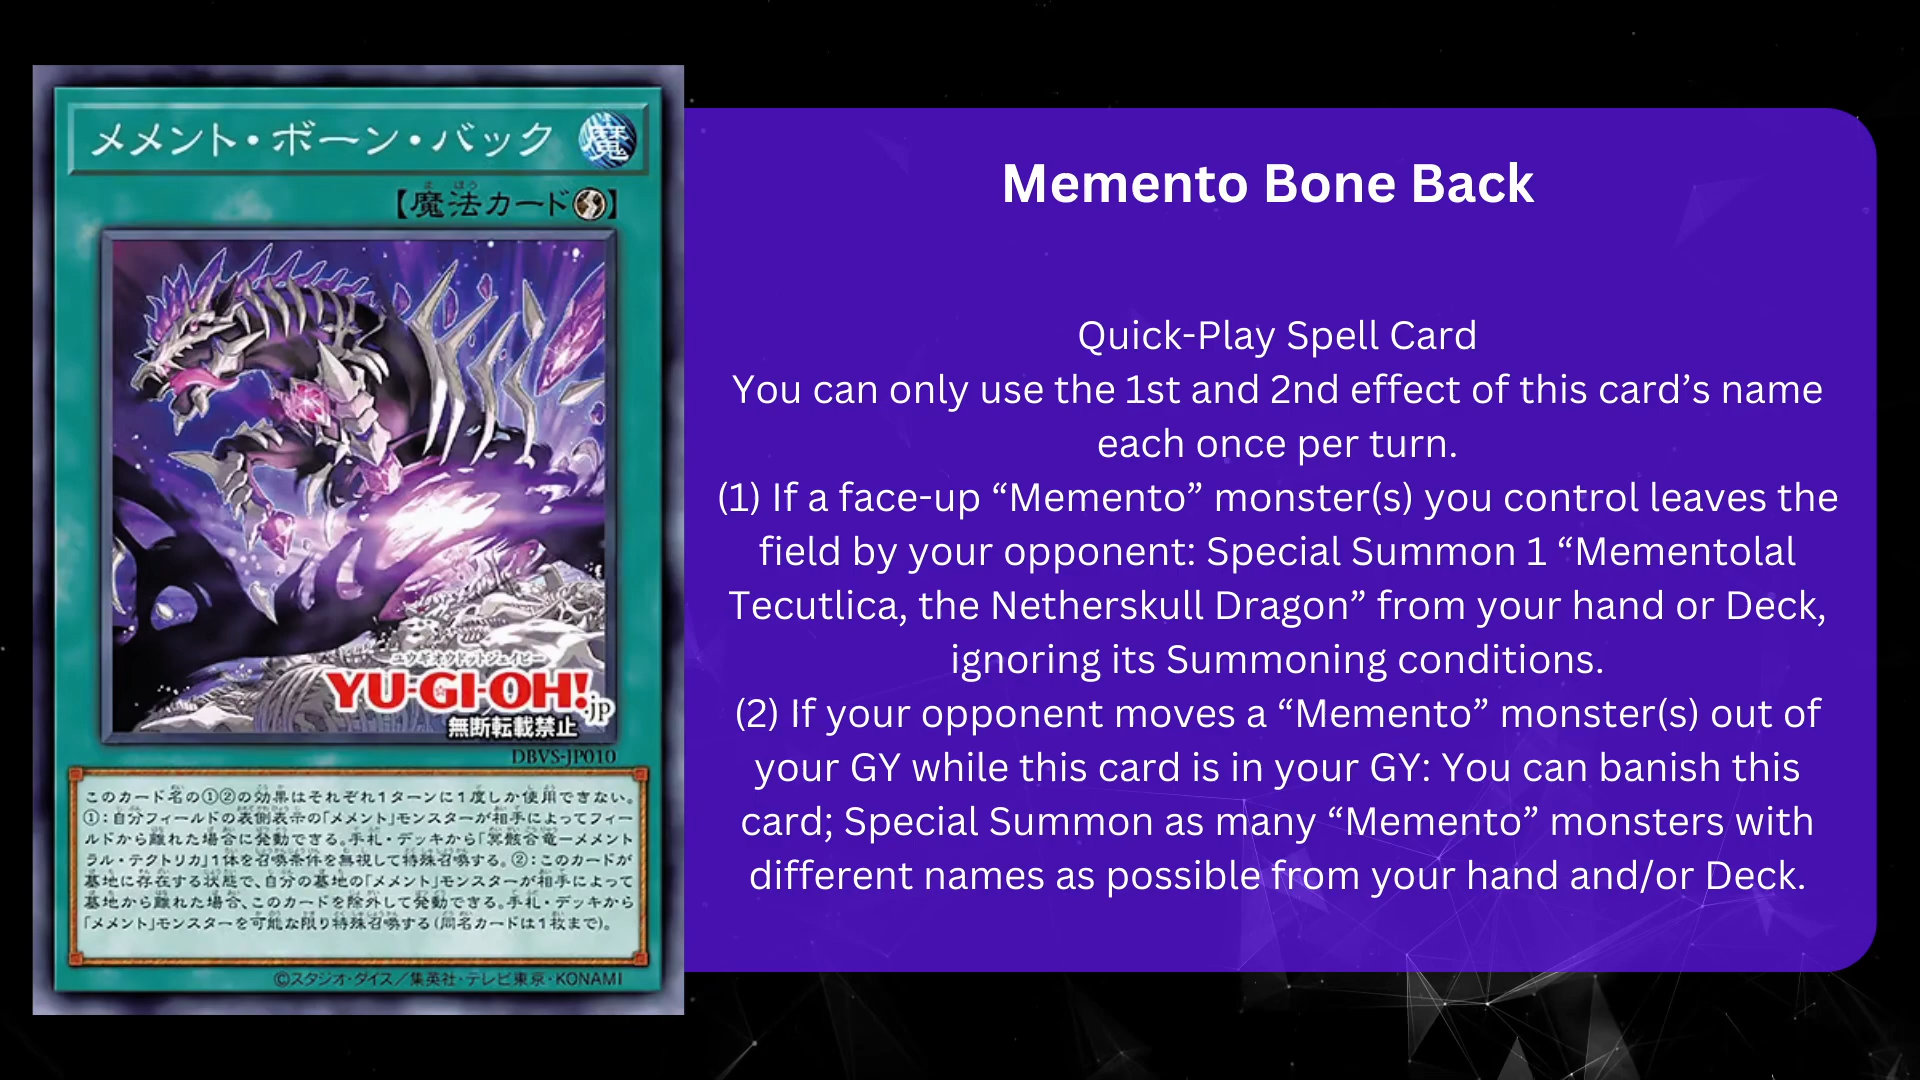 メメント・ボーン・バック 魔
【魔法カード】
ユウギオウドットジェイピー
YU-GI-OH!.jp
無断転載禁止
DBVS-JP010
このカード名の①②の効果はそれぞれ1ターンに1度しか使用できない。
①：自分フィールドの表側表示の「メメント」モンスターが相手によってフィー
ルドから離れた場合に発動できる。手札・デッキから「冥骸合竜－メメント
ラル・テクトリカ」1体を召喚条件を無視して特殊召喚する。②：このカードが
墓地に存在する状態で、自分の墓地の「メメント」モンスターが相手によって
墓地から離れた場合、このカードを除外して発動できる。手札・デッキから
「メメント」モンスターを可能な限り特殊召喚する（同名カードは1枚まで）。
©スタジオ・ダイス／集英社・テレビ東京・KONAMI
Memento Bone Back
Quick-Play Spell Card
You can only use the 1st and 2nd effect of this card’s name
each once per turn.
(1) If a face-up “Memento” monster(s) you control leaves the
field by your opponent: Special Summon 1 “Mementolal
Tecutlica, the Netherskull Dragon” from your hand or Deck,
ignoring its Summoning conditions.
(2) If your opponent moves a “Memento” monster(s) out of
your GY while this card is in your GY: You can banish this
card; Special Summon as many “Memento” monsters with
different names as possible from your hand and/or Deck.